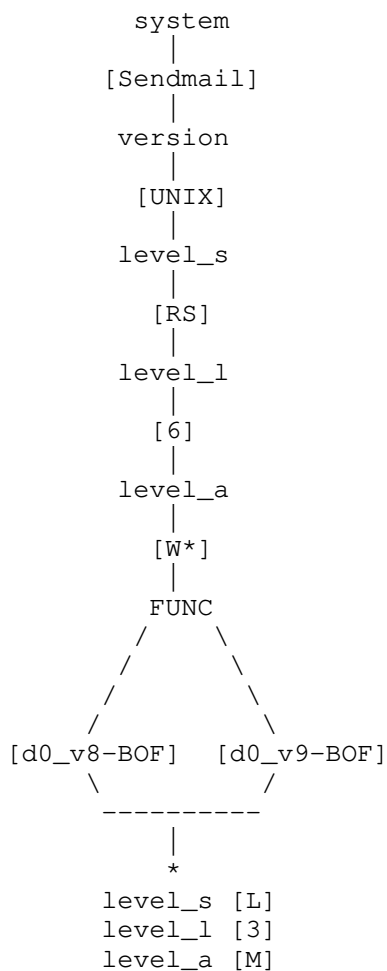 system
|
[Sendmail]
|
version
|
[UNIX]
|
level_s
|
[RS]
|
level_l
|
[6]
|
level_a
|
[W*]
|
FUNC
/ \
/ \
/ \
/ \
/ \
[d0_v8-BOF] [d0_v9-BOF]
\ /
----------
|
*
level_s [L]
level_l [3]
level_a [M]